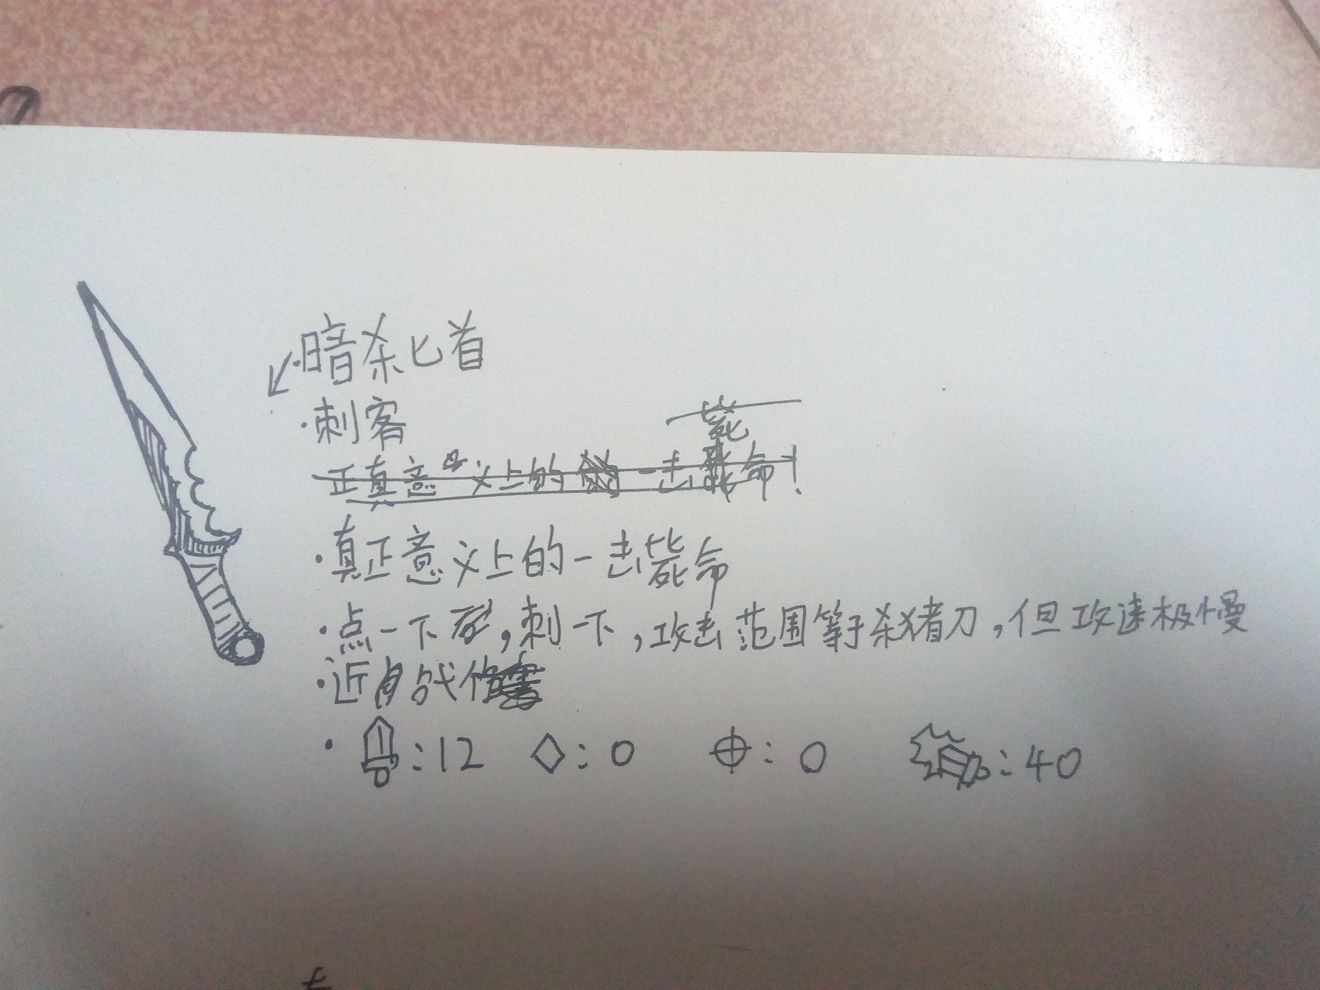 暗杀匕首
·刺客
正真意义上的一击毙命!
·真正意义上的一击毙命
·点一下,刺一下,攻击范围等于杀猪刀,但攻速极慢
·近身战
·:12 ◇:0 ⊕:0 :40